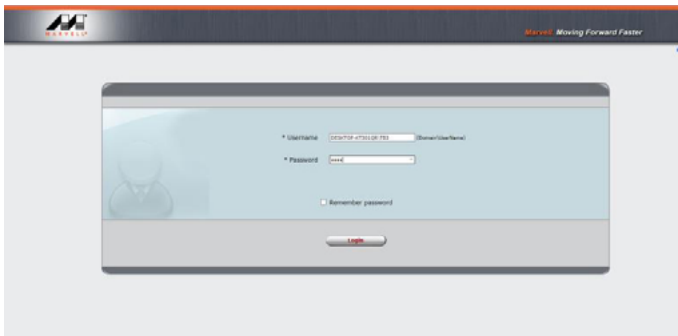 MARVELL®
Marvell. Moving Forward Faster
* Username (Domain\UserName)
* Password
Remember password
Login